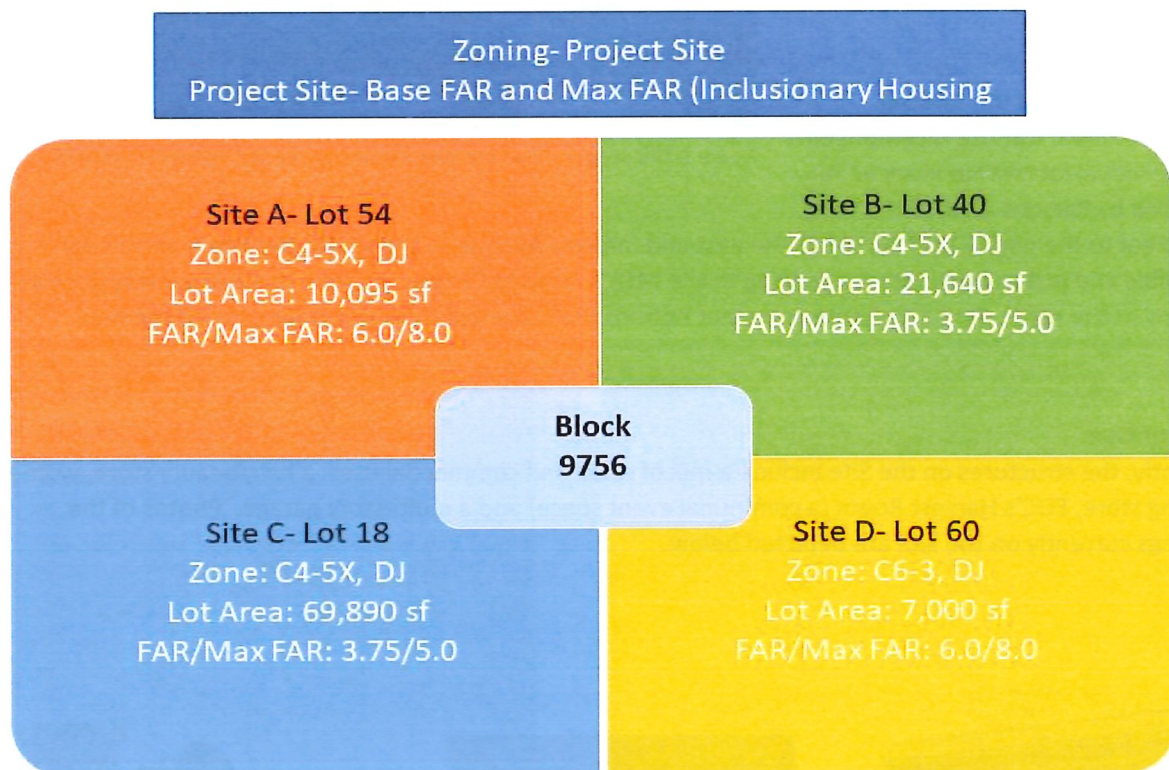 Zoning- Project Site
Project Site- Base FAR and Max FAR (Inclusionary Housing
Site A- Lot 54
Zone: C4-5X, DJ
Lot Area: 10,095 sf
FAR/Max FAR: 6.0/8.0
Site B- Lot 40
Zone: C4-5X, DJ
Lot Area: 21,640 sf
FAR/Max FAR: 3.75/5.0
Block
9756
Site C- Lot 18
Zone: C4-5X, DJ
Lot Area: 69,890 sf
FAR/Max FAR: 3.75/5.0
Site D- Lot 60
Zone: C6-3, DJ
Lot Area: 7,000 sf
FAR/Max FAR: 6.0/8.0